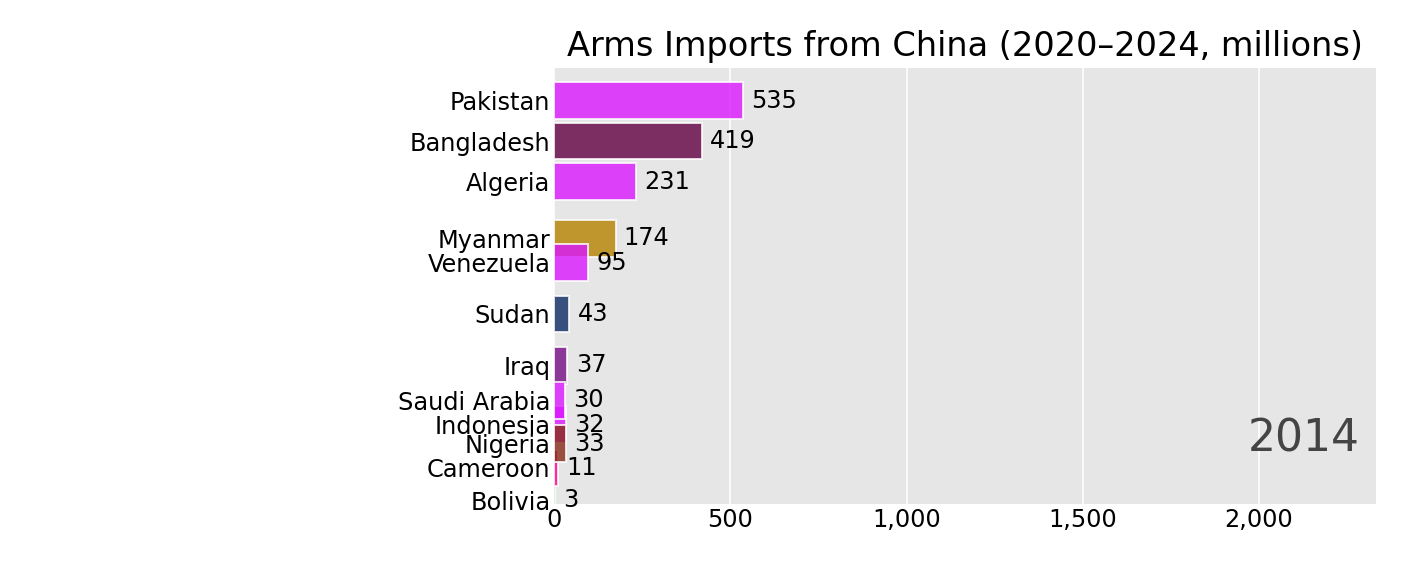 Arms Imports from China (2020–2024, millions)
Pakistan 535
Bangladesh 419
Algeria 231
Myanmar 174
Venezuela 95
Sudan 43
Iraq 37
Saudi Arabia 30
Indonesia 32
Nigeria 33
Cameroon 11
Bolivia 3
2014
0 500 1,000 1,500 2,000